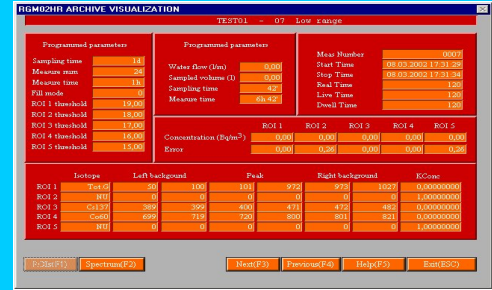 RGM02HR ARCHIVE VISUALIZATION
TEST01 - 07 Low range
Programmed parameters
Sampling time 1d
Measure num 24
Measure time 1h
Fill mode 0
ROI 1 threshold 19,00
ROI 2 threshold 18,00
ROI 3 threshold 17,00
ROI 4 threshold 16,00
ROI 5 threshold 15,00
Programmed parameters
Water flow (l/m) 0,00
Sampled volume (l) 0,00
Sampling time 42'
Measure time 6h 42'
Meas Number 0007
Start Time 08.03.2002 17:31:29
Stop Time 08.03.2002 17:31:34
Real Time 120
Live Time 120
Dwell Time 120
ROI 1 ROI 2 ROI 3 ROI 4 ROI 5
Concentration (Bq/m3) 0,00 0,00 0,00 0,00 0,00
Error 0,00 0,26 0,00 0,00 0,26
Isotope Left background Peak Right background KConc
ROI 1 Tot.G 50 100 101 972 973 1027 0,00000000
ROI 2 NU 0 0 0 0 0 0 1,00000000
ROI 3 Cs137 389 399 400 471 472 482 0,00000000
ROI 4 Co60 699 719 720 800 801 821 0,00000000
ROI 5 NU 0 0 0 0 0 0 1,00000000
ROIs(F1) Spectrum(F2) Next(F3) Previous(F4) Help(F5) Exit(ESC)